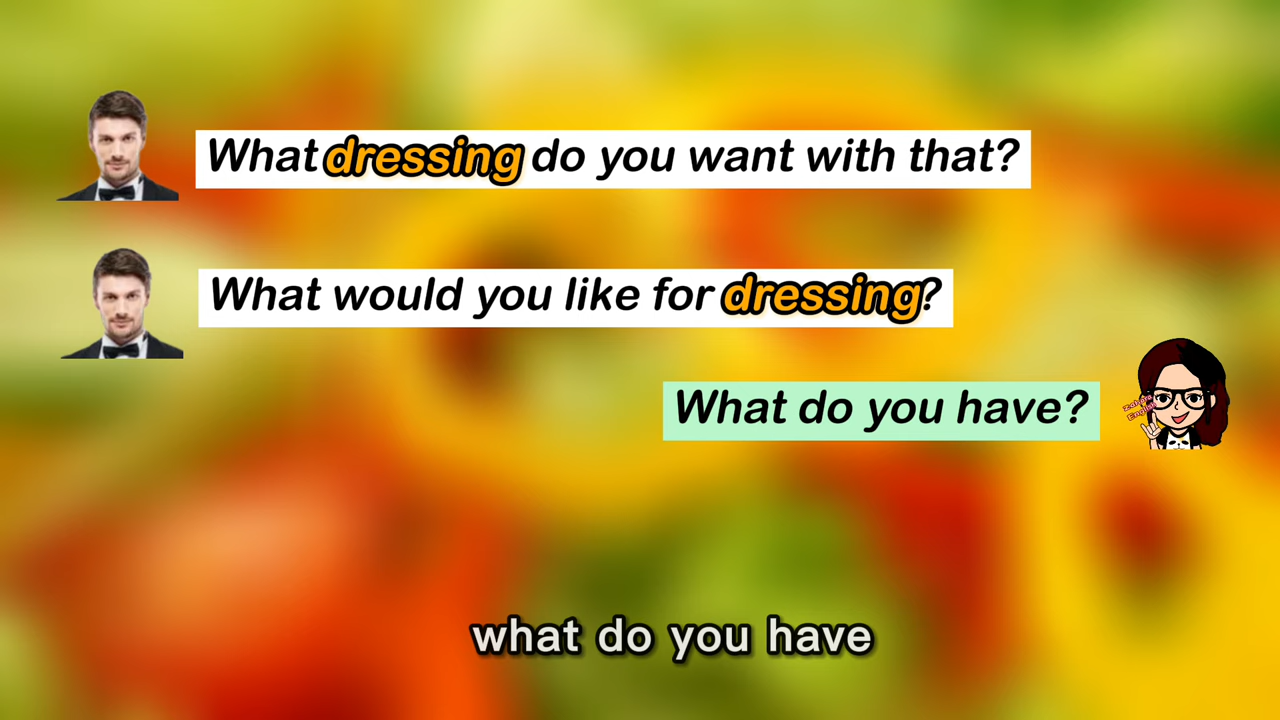 What dressing do you want with that?
What would you like for dressing?
What do you have?
what do you have